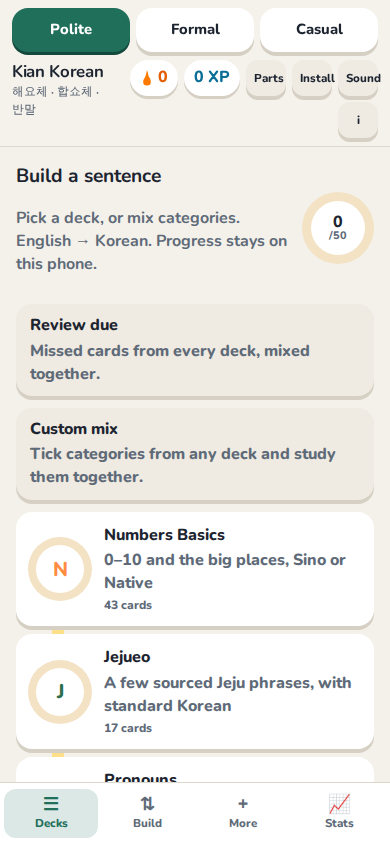 Polite
Formal
Casual
Kian Korean
해요체 · 합쇼체 ·
반말
0
0 XP
Parts
Install
Sound
i
Build a sentence
Pick a deck, or mix categories.
English → Korean. Progress stays on
this phone.
0
/50
Review due
Missed cards from every deck, mixed
together.
Custom mix
Tick categories from any deck and study
them together.
N
Numbers Basics
0–10 and the big places, Sino or
Native
43 cards
J
Jejueo
A few sourced Jeju phrases, with
standard Korean
17 cards
Pronouns
Decks
Build
More
Stats